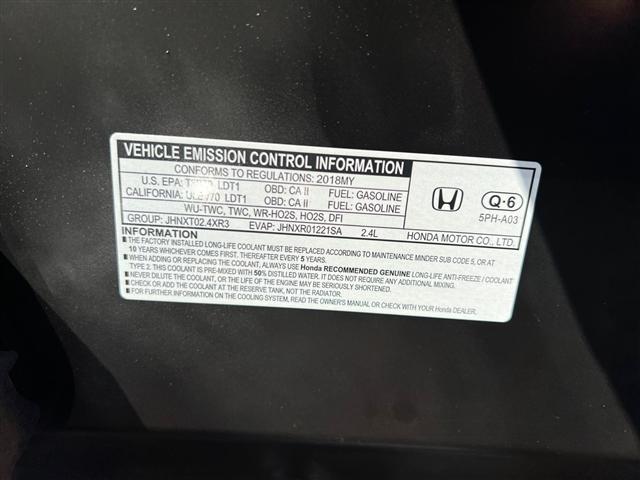 VEHICLE EMISSION CONTROL INFORMATION
CONFORMS TO REGULATIONS: 2018MY
U.S. EPA: LDT1 OBD: CA II FUEL: GASOLINE
CALIFORNIA: LDT1 OBD: CA II FUEL: GASOLINE
WU-TWC, TWC, WR-HO2S, HO2S, DFI
GROUP: JHNXT02.4XR3 EVAP: JHNXR01221SA 2.4L
Q-6
5PH-A03
HONDA MOTOR CO., LTD.
INFORMATION
■ THE FACTORY INSTALLED LONG-LIFE COOLANT MUST BE REPLACED ACCORDING TO MAINTENANCE MINDER SUB CODE 5, OR AT
10 YEARS WHICHEVER COMES FIRST. THEREAFTER EVERY 5 YEARS.
■ WHEN ADDING OR REPLACING THE COOLANT, ALWAYS USE Honda RECOMMENDED GENUINE LONG-LIFE ANTI-FREEZE / COOLANT
TYPE 2. THIS COOLANT IS PRE-MIXED WITH 50% DISTILLED WATER. IT DOES NOT REQUIRE ANY ADDITIONAL MIXING.
■ NEVER DILUTE THE COOLANT, OR THE LIFE OF THE ENGINE MAY BE SERIOUSLY SHORTENED.
■ CHECK OR ADD THE COOLANT AT THE RESERVE TANK, NOT THE RADIATOR.
■ FOR FURTHER INFORMATION ON THE COOLING SYSTEM, READ THE OWNER'S MANUAL OR CHECK WITH YOUR Honda DEALER.